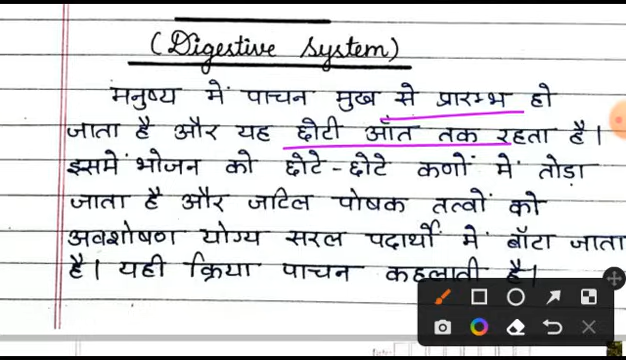 (Digestive System)
मनुष्य में पाचन मुख से प्रारम्भ हो
जाता है और यह छोटी आँत तक रहता है।
इसमें भोजन को छोटे-छोटे कणों में तोड़ा
जाता है और जटिल पोषक तत्वों को
अवशोषण योग्य सरल पदार्थों में बाँटा जाता
है। यही क्रिया पाचन कहलाती है।